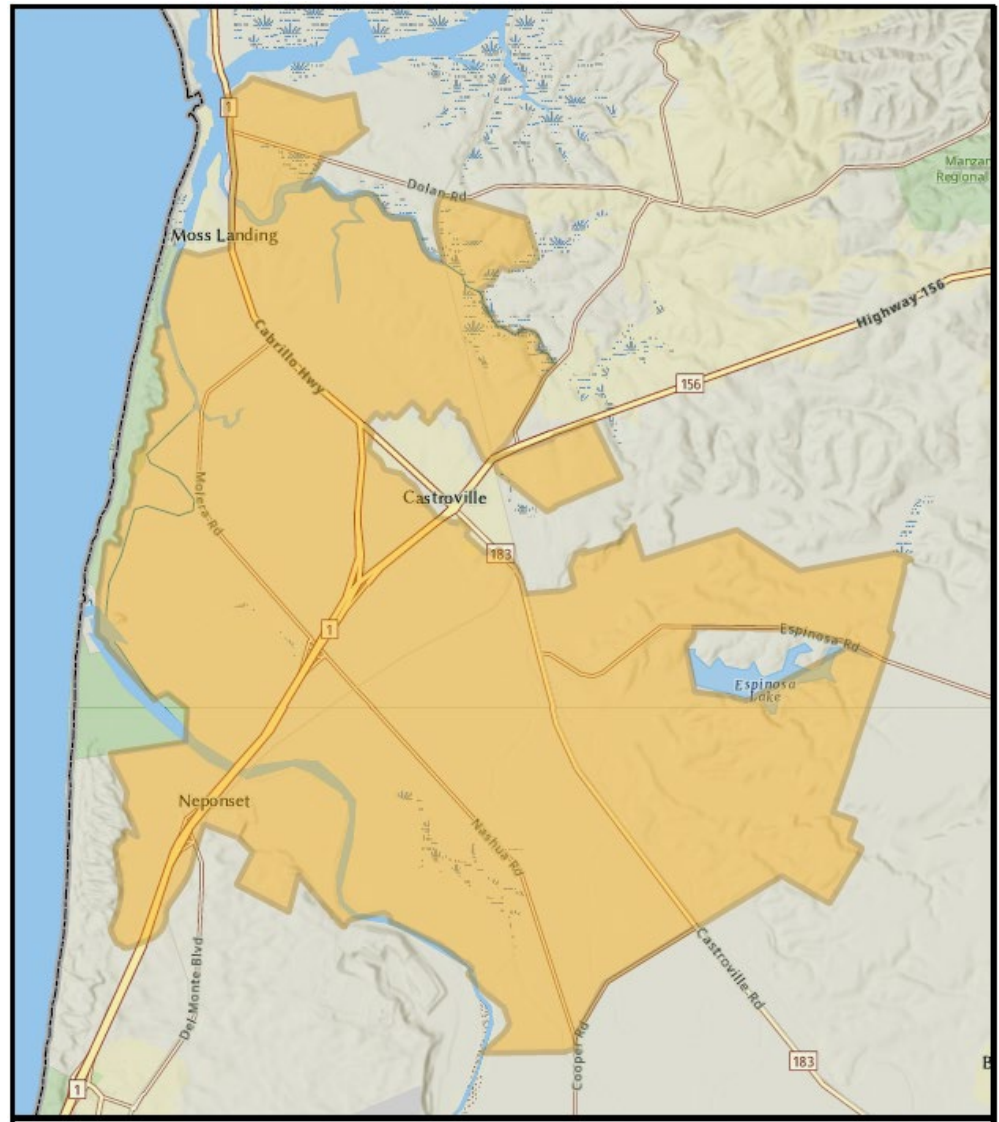 1
Manzan
Regional
Dolan Rd
Moss Landing
Highway 156
Cabrillo Hwy
156
Castroville
Molera Rd
183
1
Espinosa Rd
Espinosa
Lake
Neponset
Nashua Rd
Castroville Rd
Del Monte Blvd
Cooper Rd
183
B
1